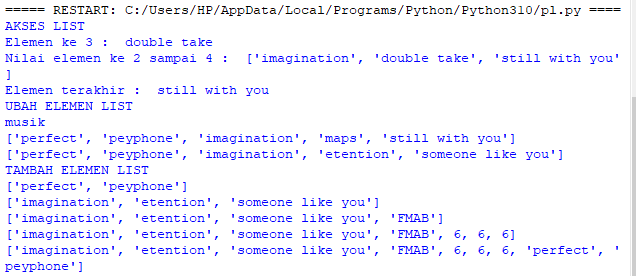 ===== RESTART: C:/Users/HP/AppData/Local/Programs/Python/Python310/pl.py ====
AKSES LIST
Elemen ke 3 :  double take
Nilai elemen ke 2 sampai 4 :  ['imagination', 'double take', 'still with you'
]
Elemen terakhir :  still with you
UBAH ELEMEN LIST
musik
['perfect', 'peyphone', 'imagination', 'maps', 'still with you']
['perfect', 'peyphone', 'imagination', 'etention', 'someone like you']
TAMBAH ELEMEN LIST
['perfect', 'peyphone']
['imagination', 'etention', 'someone like you']
['imagination', 'etention', 'someone like you', 'FMAB']
['imagination', 'etention', 'someone like you', 'FMAB', 6, 6, 6]
['imagination', 'etention', 'someone like you', 'FMAB', 6, 6, 6, 'perfect', '
peyphone']